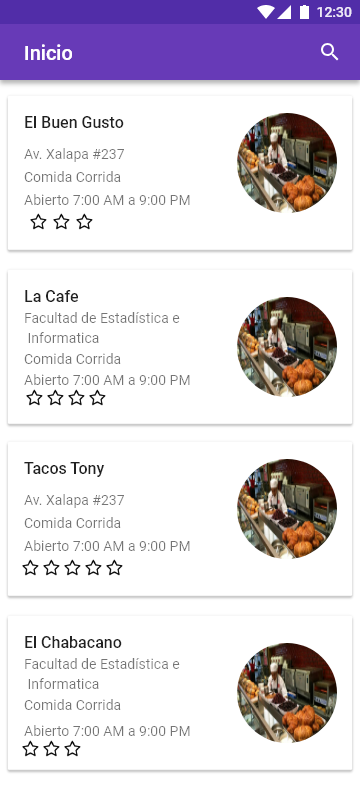 12:30
Inicio
El Buen Gusto
Av. Xalapa #237
Comida Corrida
Abierto 7:00 AM a 9:00 PM
La Cafe
Facultad de Estadística e
Informatica
Comida Corrida
Abierto 7:00 AM a 9:00 PM
Tacos Tony
Av. Xalapa #237
Comida Corrida
Abierto 7:00 AM a 9:00 PM
El Chabacano
Facultad de Estadística e
Informatica
Comida Corrida
Abierto 7:00 AM a 9:00 PM